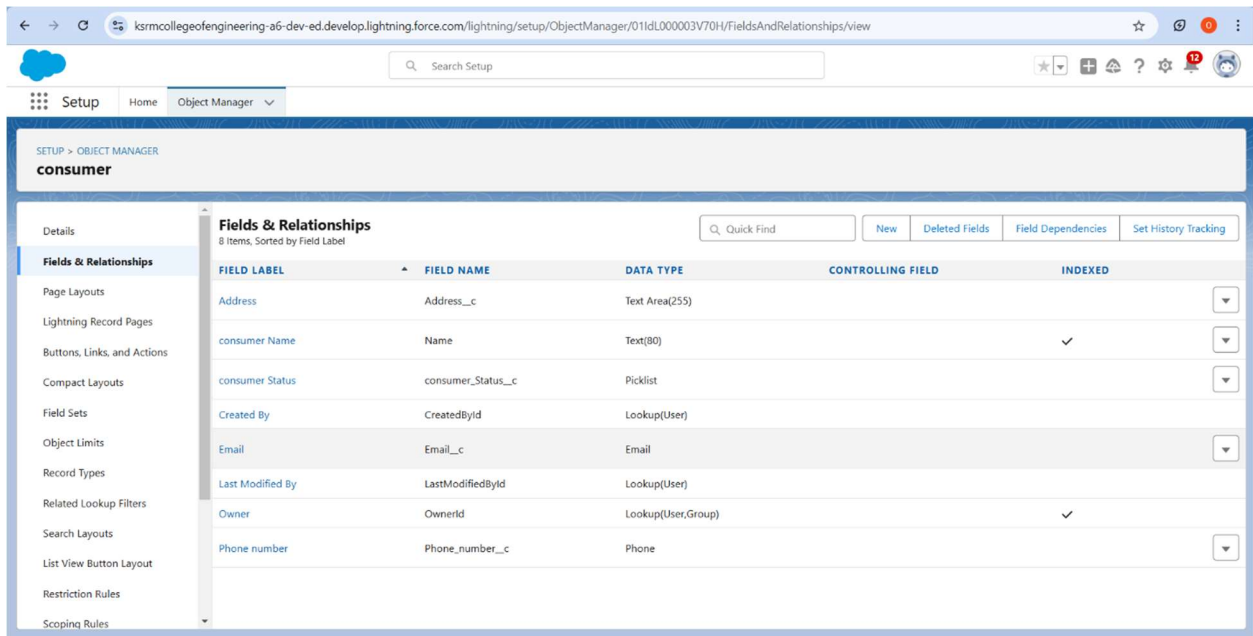 ksrmcollegeofengineering-a6-dev-ed.develop.lightning.force.com/lightning/setup/ObjectManager/01IdL000003V70H/FieldsAndRelationships/view
O
Search Setup
12
Setup Home Object Manager
SETUP > OBJECT MANAGER
consumer
Details
Fields & Relationships
Page Layouts
Lightning Record Pages
Buttons, Links, and Actions
Compact Layouts
Field Sets
Object Limits
Record Types
Related Lookup Filters
Search Layouts
List View Button Layout
Restriction Rules
Scoping Rules
Fields & Relationships
8 Items, Sorted by Field Label
Quick Find New Deleted Fields Field Dependencies Set History Tracking
FIELD LABEL FIELD NAME DATA TYPE CONTROLLING FIELD INDEXED
Address Address__c Text Area(255)
consumer Name Name Text(80)
consumer Status consumer_Status__c Picklist
Created By CreatedById Lookup(User)
Email Email__c Email
Last Modified By LastModifiedById Lookup(User)
Owner OwnerId Lookup(User,Group)
Phone number Phone_number__c Phone